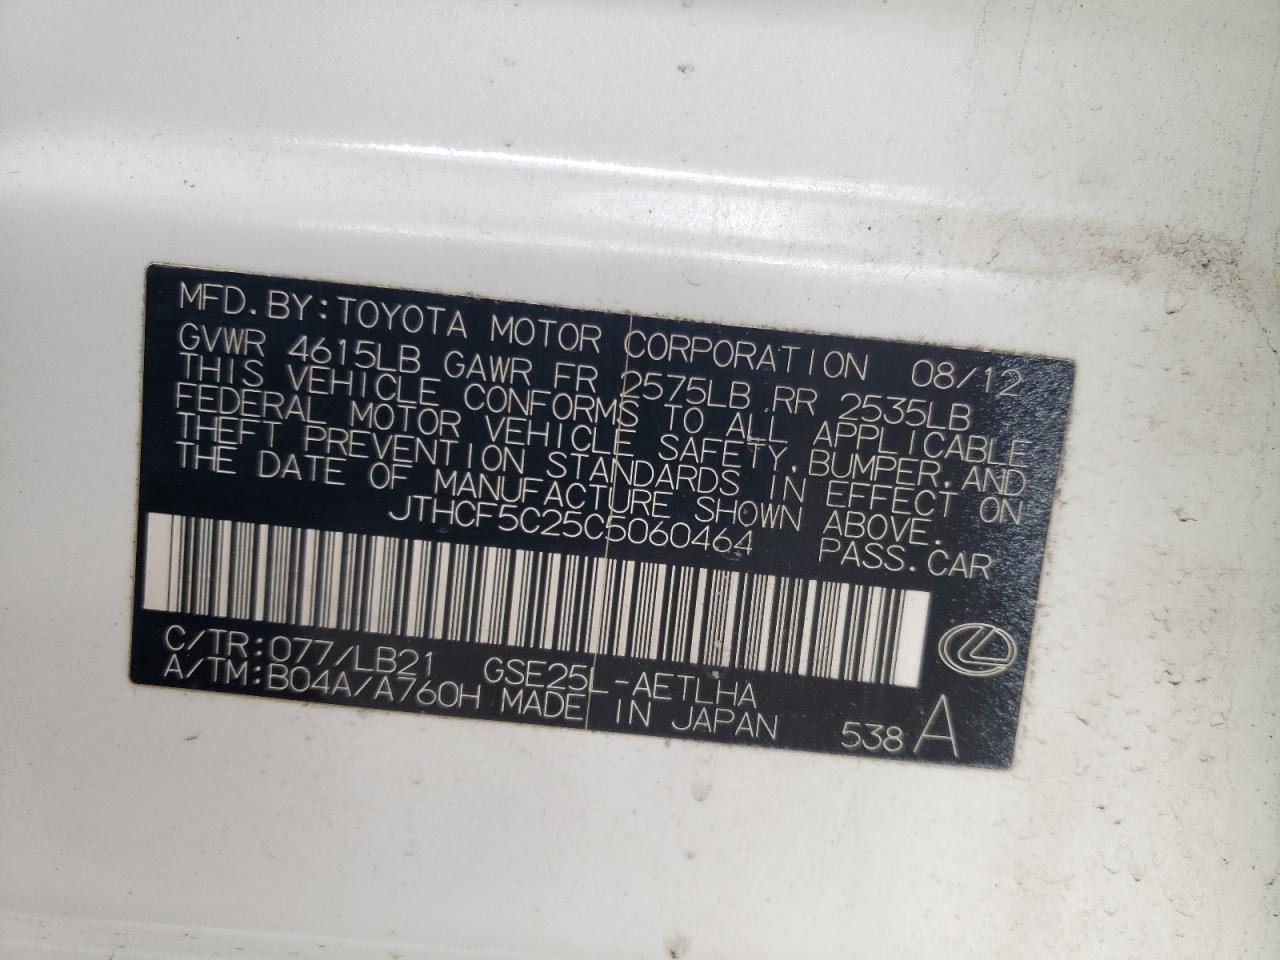 MFD. BY: TOYOTA MOTOR CORPORATION 08/12
GVWR 4615LB GAWR FR 2575LB RR 2535LB
THIS VEHICLE CONFORMS TO ALL APPLICABLE
FEDERAL MOTOR VEHICLE SAFETY, BUMPER, AND
THEFT PREVENTION STANDARDS IN EFFECT ON
THE DATE OF MANUFACTURE SHOWN ABOVE.
JTHCF5C25C5060464 PASS. CAR
C/TR: 077/LB21 GSE25L-AETLHA
A/TM: B04A/A760H MADE IN JAPAN 538 A